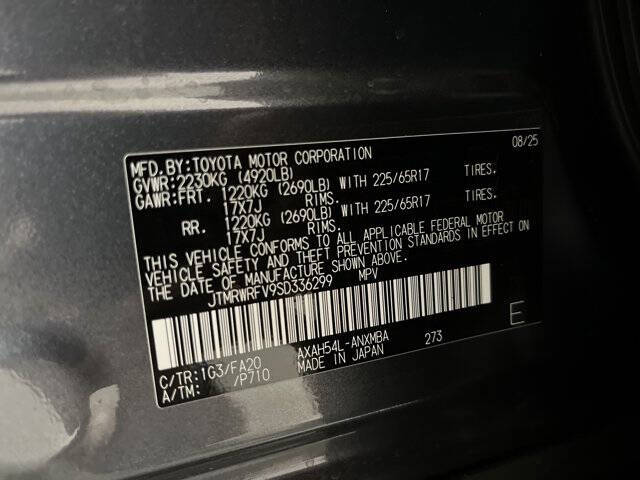 08/25
MFD.BY:TOYOTA MOTOR CORPORATION
GVWR:2230KG (4920LB)
GAWR:FRT. 1220KG (2690LB) WITH 225/65R17 TIRES.
17X7J RIMS.
RR. 1220KG (2690LB) WITH 225/65R17 TIRES.
17X7J RIMS.
THIS VEHICLE CONFORMS TO ALL APPLICABLE FEDERAL MOTOR
VEHICLE SAFETY AND THEFT PREVENTION STANDARDS IN EFFECT ON
THE DATE OF MANUFACTURE SHOWN ABOVE.
JTMRWRFV9SD336299 MPV
E
C/TR:1G3/FA20 AXAH54L-ANXMBA 273
A/TM: /P710 MADE IN JAPAN